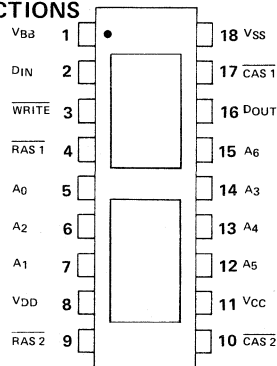 CTIONS
VBB 1 18 VSS
DIN 2 17 CAS 1
WRITE 3 16 DOUT
RAS 1 4 15 A6
A0 5 14 A3
A2 6 13 A4
A1 7 12 A5
VDD 8 11 VCC
RAS 2 9 10 CAS 2